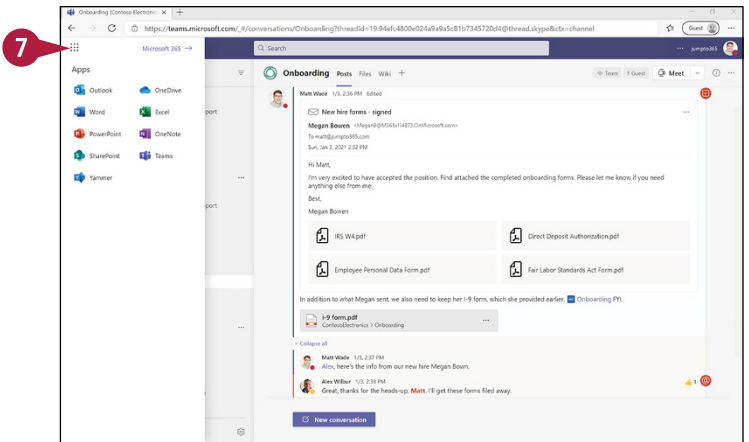 Onboarding (Contoso Electronic
https://teams.microsoft.com/_#/conversations/Onboarding?threadId=19:94efc4800e024a9a9a5c81b7345720d4@thread.skype&ctx=channel
Guest
7
Microsoft 365 →
Search
jumpto365
Apps
Outlook
OneDrive
Word
Excel
PowerPoint
OneNote
SharePoint
Teams
Yammer
port
port
Onboarding Posts Files Wiki +
Team 1 Guest Meet
Matt Wade 1/3, 2:36 PM Edited
New hire forms - signed
Megan Bowen
To matt@jumpto365.com
Sun, Jan 3, 2021 2:32 PM
Hi Matt,
I'm very excited to have accepted the position. Find attached the completed onboarding forms. Please let me know if you need
anything else from me.
Best,
Megan Bowen
IRS W4.pdf
Direct Deposit Authorization.pdf
Employee Personal Data Form.pdf
Fair Labor Standards Act Form.pdf
In addition to what Megan sent, we also need to keep her I-9 form, which she provided earlier. Onboarding FYI.
I-9 form.pdf
ContosoElectronics > Onboarding
Collapse all
Matt Wade 1/3, 2:37 PM
Alex, here's the info from our new hire Megan Bown.
Alex Wilber 1/3, 2:38 PM
Great, thanks for the heads-up, Matt. I'll get these forms filed away.
1
New conversation